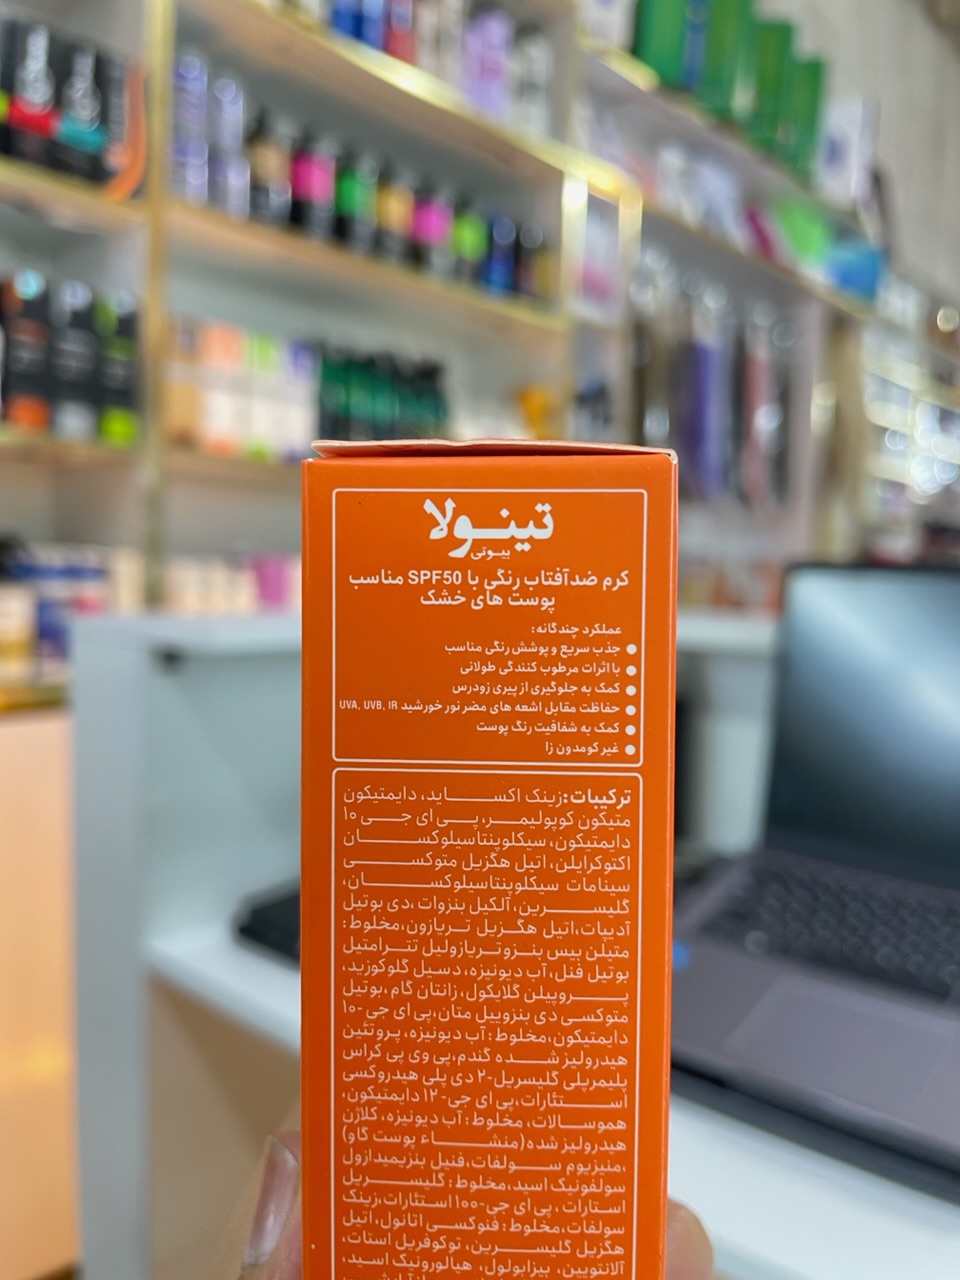 تینولا
بیوتی
کرم ضدآفتاب رنگی با SPF50 مناسب
پوست های خشک
عملکرد چندگانه:
جذب سریع و پوشش رنگی مناسب
با اثرات مرطوب کنندگی طولانی
کمک به جلوگیری از پیری زودرس
حفاظت مقابل اشعه های مضر نور خورشید UVA, UVB, IR
کمک به شفافیت رنگ پوست
غیر کومدون زا
ترکیبات:زینک اکساید، دایمتیکون
متیکون کوپولیمر، پی ای جی ۱۰
دایمتیکون، سیکلوپنتاسیلوکسان
اکتوکرایلن، اتیل هگزیل متوکسی
سینامات سیکلوپنتاسیلوکسان،
گلیسرین، آلکیل بنزوات ،دی بوتیل
آدیپات،اتیل هگزیل تریازون،مخلوط:
متیلن بیس بنزوتریازولیل تترامتیل
بوتیل فنل، آب دیونیزه، دسیل گلوکوزید،
پروپیلن گلایکول، زانتان گام ،بوتیل
متوکسی دی بنزوییل متان،پی ای جی-۱۰
دایمتیکون،مخلوط: آب دیونیزه، پروتئین
هیدرولیز شده گندم،پی وی پی کراس
پلیمرپلی گلیسریل-۲ دی پلی هیدروکسی
استئارات،پی ای جی-۱۲ دایمتیکون،
هموسالات، مخلوط: آب دیونیزه، کلاژن
هیدرولیز شده(منشاء پوست گاو)
،منیزیوم سولفات،فنیل بنزیمیدازول
سولفونیک اسید،مخلوط: گلیسریل
استارات ،پی ای جی-۱۰۰استئارات،زینک
سولفات،مخلوط: فنوکسی اتانول، اتیل
هگزیل گلیسرین، توکوفریل استات،
آلانتویین، بیزابولول، هیالورونیک اسید،